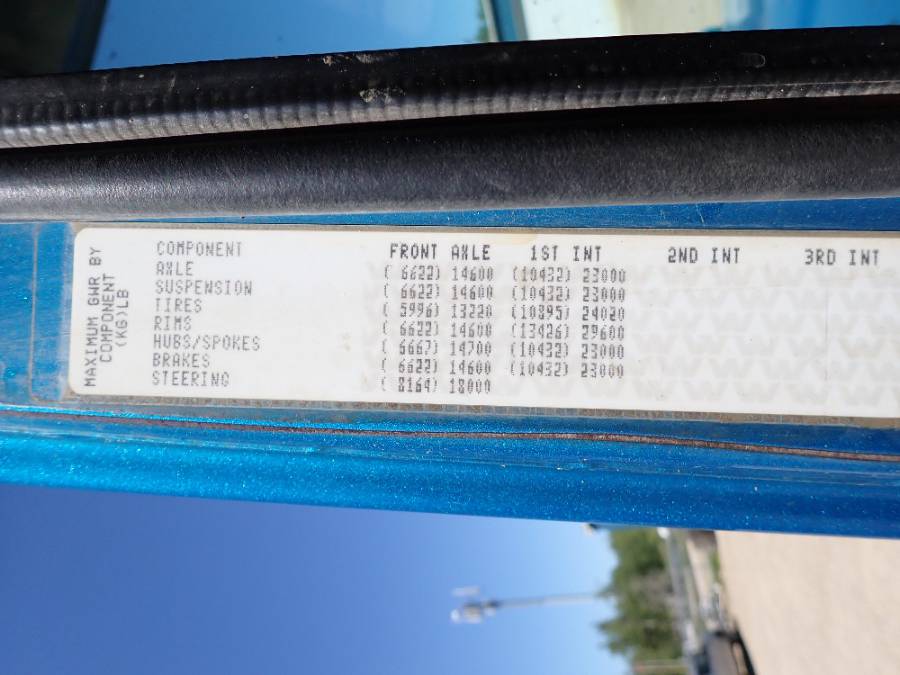 MAXIMUM GWR BY
COMPONENT
(KG)LB
COMPONENT FRONT AXLE 1ST INT 2ND INT 3RD INT
AXLE ( 6622) 14600 (10432) 23000
SUSPENSION ( 6622) 14600 (10432) 23000
TIRES ( 5996) 13220 (10895) 24020
RIMS ( 6622) 14600 (13426) 29600
HUBS/SPOKES ( 6667) 14700 (10432) 23000
BRAKES ( 6622) 14600 (10432) 23000
STEERING ( 8164) 18000